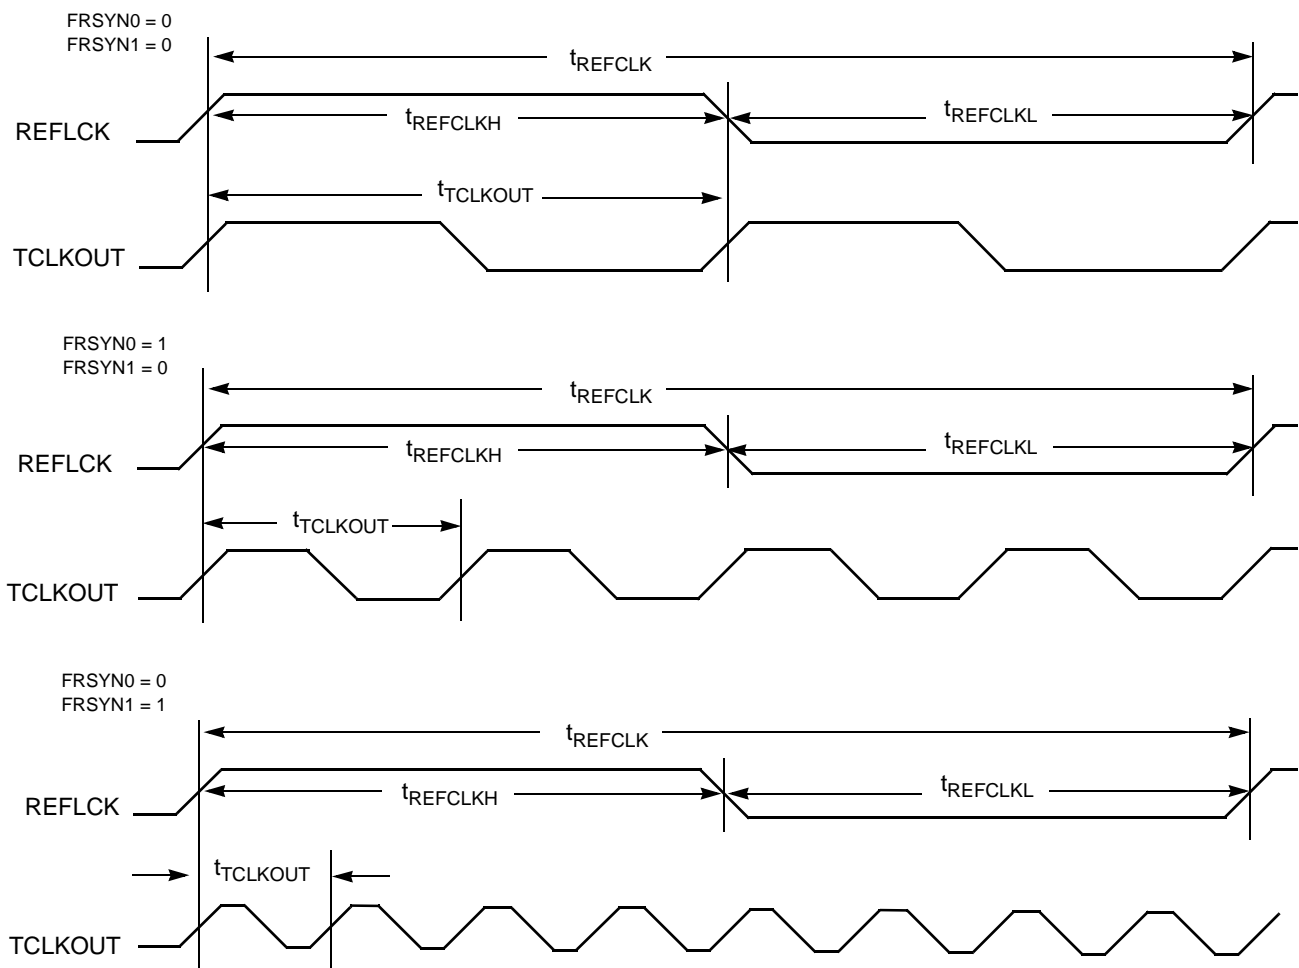 FRSYN0 = 0
FRSYN1 = 0
tREFCLK
REFLCK
tREFCLKH
tREFCLKL
tTCLKOUT
TCLKOUT
FRSYN0 = 1
FRSYN1 = 0
tREFCLK
REFLCK
tREFCLKH
tREFCLKL
tTCLKOUT
TCLKOUT
FRSYN0 = 0
FRSYN1 = 1
tREFCLK
REFLCK
tREFCLKH
tREFCLKL
tTCLKOUT
TCLKOUT